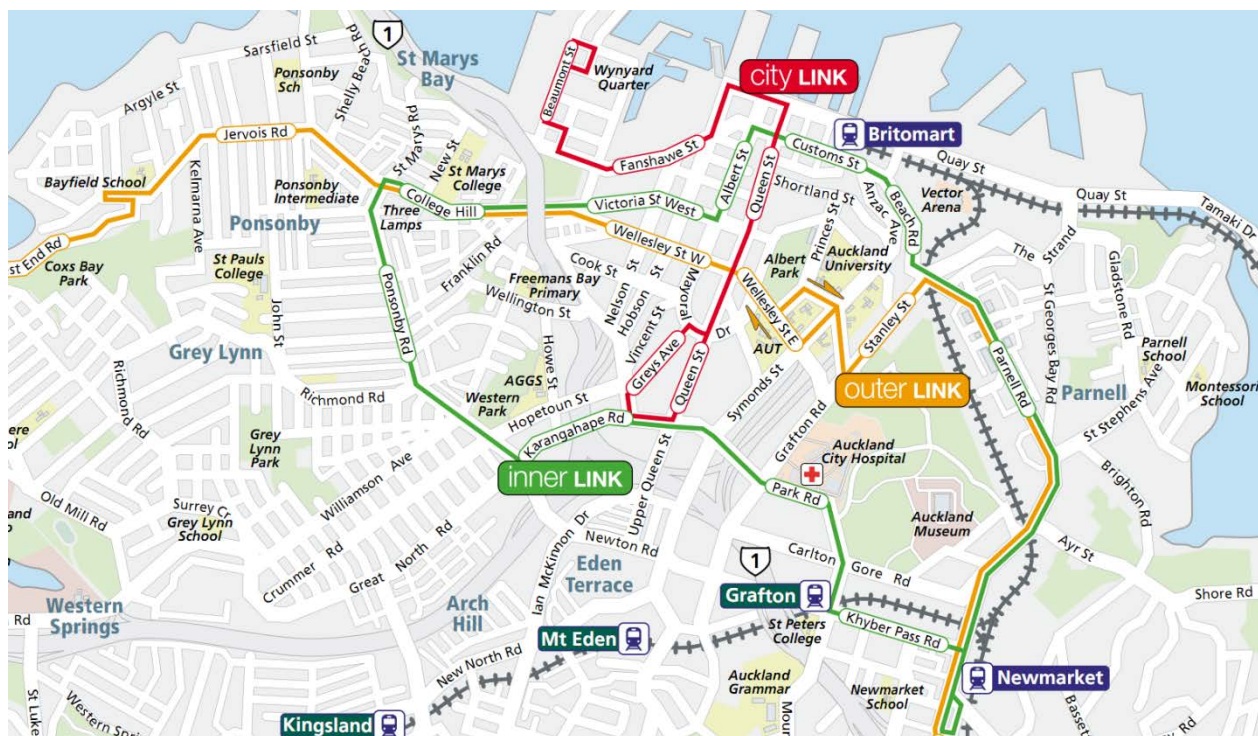 Sarsfield St
1
St Marys
Bay
Ponsonby
Sch
Shelly Beach Rd
Argyle St
Beaumont St
Wynyard
Quarter
city LINK
Britomart
Jervois Rd
St Marys Rd
New St
St Marys
College
Fanshawe St
Albert St
Queen St
Customs St
Quay St
Quay St
Tamaki Dr
Bayfield School
Kelmarna Ave
Ponsonby
Intermediate
College Hill
Victoria St West
Shortland St
Anzac Ave
Beach Rd
Vector
Arena
Ponsonby
Three
Lamps
Wellesley St W
Princes St
Albert
Park
Auckland
University
The Strand
Gladstone Rd
Coxs Bay
Park
St Pauls
College
Ponsonby Rd
Franklin Rd
Cook St
Freemans Bay
Primary
Wellington St
Nelson St
Hobson St
Vincent St
Mayoral
Dr
Wellesley St E
AUT
Stanley St
St Georges Bay Rd
John St
Grey Lynn
Howe St
Greys Ave
Queen St
Parnell Rd
Parnell
School
Parnell
Montessori
School
St Stephens Ave
Richmond Rd
Richmond Rd
AGGS
Western
Park
Hopetoun St
Symonds St
outer LINK
Grafton Rd
Grey
Lynn
Park
Karangahape Rd
inner LINK
Upper Queen St
Auckland
City Hospital
Park Rd
Brighton Rd
Williamson Ave
Old Mill Rd
Surrey Cr
Grey Lynn
School
Great North Rd
Crummer Rd
Ian McKinnon Dr
Newton Rd
Auckland
Museum
Ayr St
Carlton Gore Rd
1
Eden
Terrace
Grafton
Shore Rd
Western
Springs
Rd
Arch
Hill
Mt Eden
St Peters
College
Khyber Pass Rd
New North Rd
Auckland
Grammar
Newmarket
School
Newmarket
St Luke
Western Sprin
Kingsland
Moun
Basset
Rd